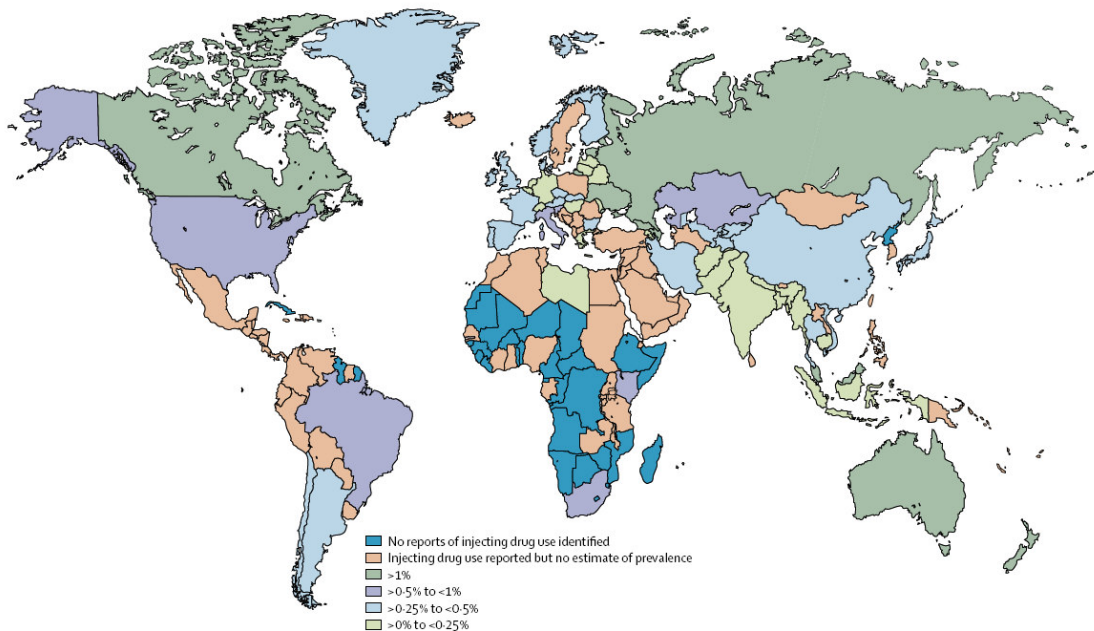 No reports of injecting drug use identified
Injecting drug use reported but no estimate of prevalence
>1%
>0·5% to <1%
>0·25% to <0·5%
>0% to <0·25%